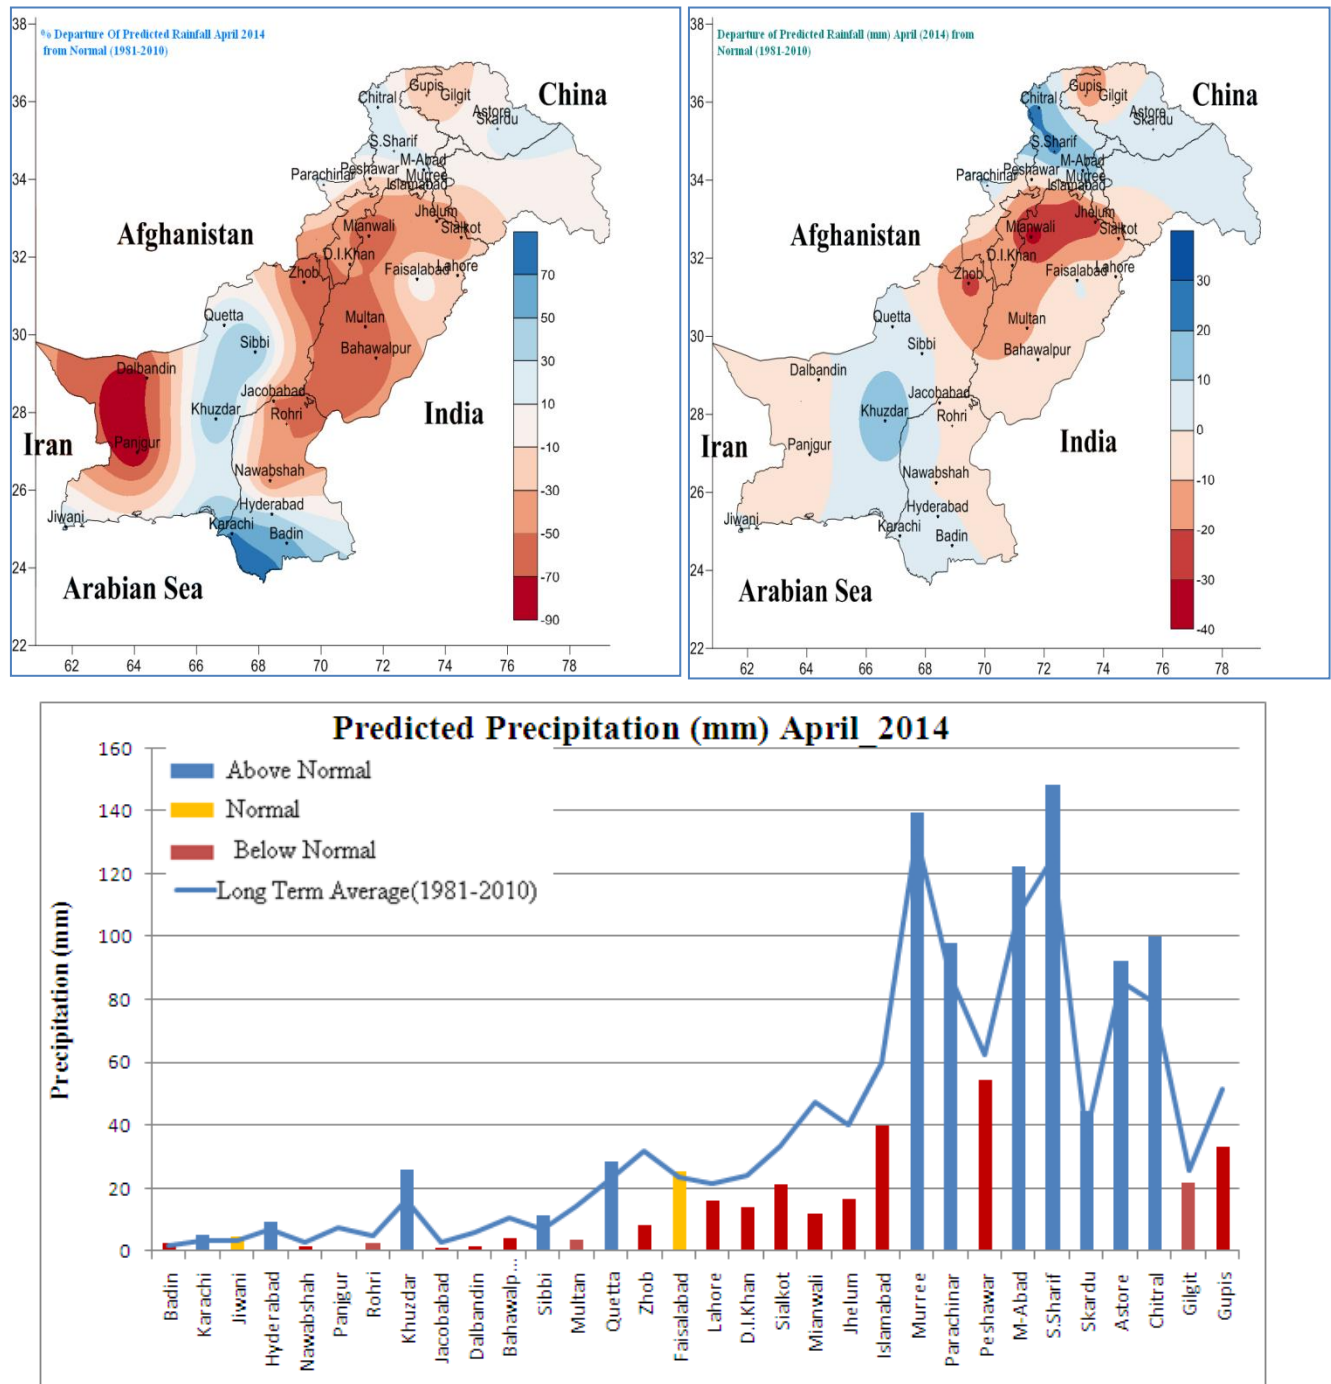 % Departure Of Predicted Rainfall April 2014
from Normal (1981-2010)
38
36
34
32
30
28
26
24
22
62
64
66
68
70
72
74
76
78
China
Afghanistan
Iran
India
Arabian Sea
Gupis
Chitral
Gilgit
Astore
Skardu
S.Sharif
M-Abad
Peshawar
Murree
Parachinar
Islamabad
Jhelum
Mianwali
Sialkot
D.I.Khan
Zhob
Faisalabad
Lahore
Quetta
Multan
Sibbi
Bahawalpur
Dalbandin
Jacobabad
Khuzdar
Rohri
Panjgur
Nawabshah
Hyderabad
Jiwani
Karachi
Badin
70
50
30
10
-10
-30
-50
-70
-90
Departure of Predicted Rainfall (mm) April (2014) from
Normal (1981-2010)
38
36
34
32
30
28
26
24
22
62
64
66
68
70
72
74
76
78
China
Afghanistan
Iran
India
Arabian Sea
Gupis
Chitral
Gilgit
Astore
Skardu
S.Sharif
M-Abad
Peshawar
Murree
Parachinar
Islamabad
Jhelum
Mianwali
Sialkot
D.I.Khan
Zhob
Faisalabad
Lahore
Quetta
Multan
Sibbi
Bahawalpur
Dalbandin
Jacobabad
Khuzdar
Rohri
Panjgur
Nawabshah
Hyderabad
Jiwani
Karachi
Badin
30
20
10
0
-10
-20
-30
-40
Predicted Precipitation (mm) April_2014
Above Normal
Normal
Below Normal
Long Term Average(1981-2010)
Precipitation (mm)
160
140
120
100
80
60
40
20
0
Badin
Karachi
Jiwani
Hyderabad
Nawabshah
Panjgur
Rohri
Khuzdar
Jacobabad
Dalbandin
Bahawalp...
Sibbi
Multan
Quetta
Zhob
Faisalabad
Lahore
D.I.Khan
Sialkot
Mianwali
Jhelum
Islamabad
Murree
Parachinar
Peshawar
M-Abad
S.Sharif
Skardu
Astore
Chitral
Gilgit
Gupis